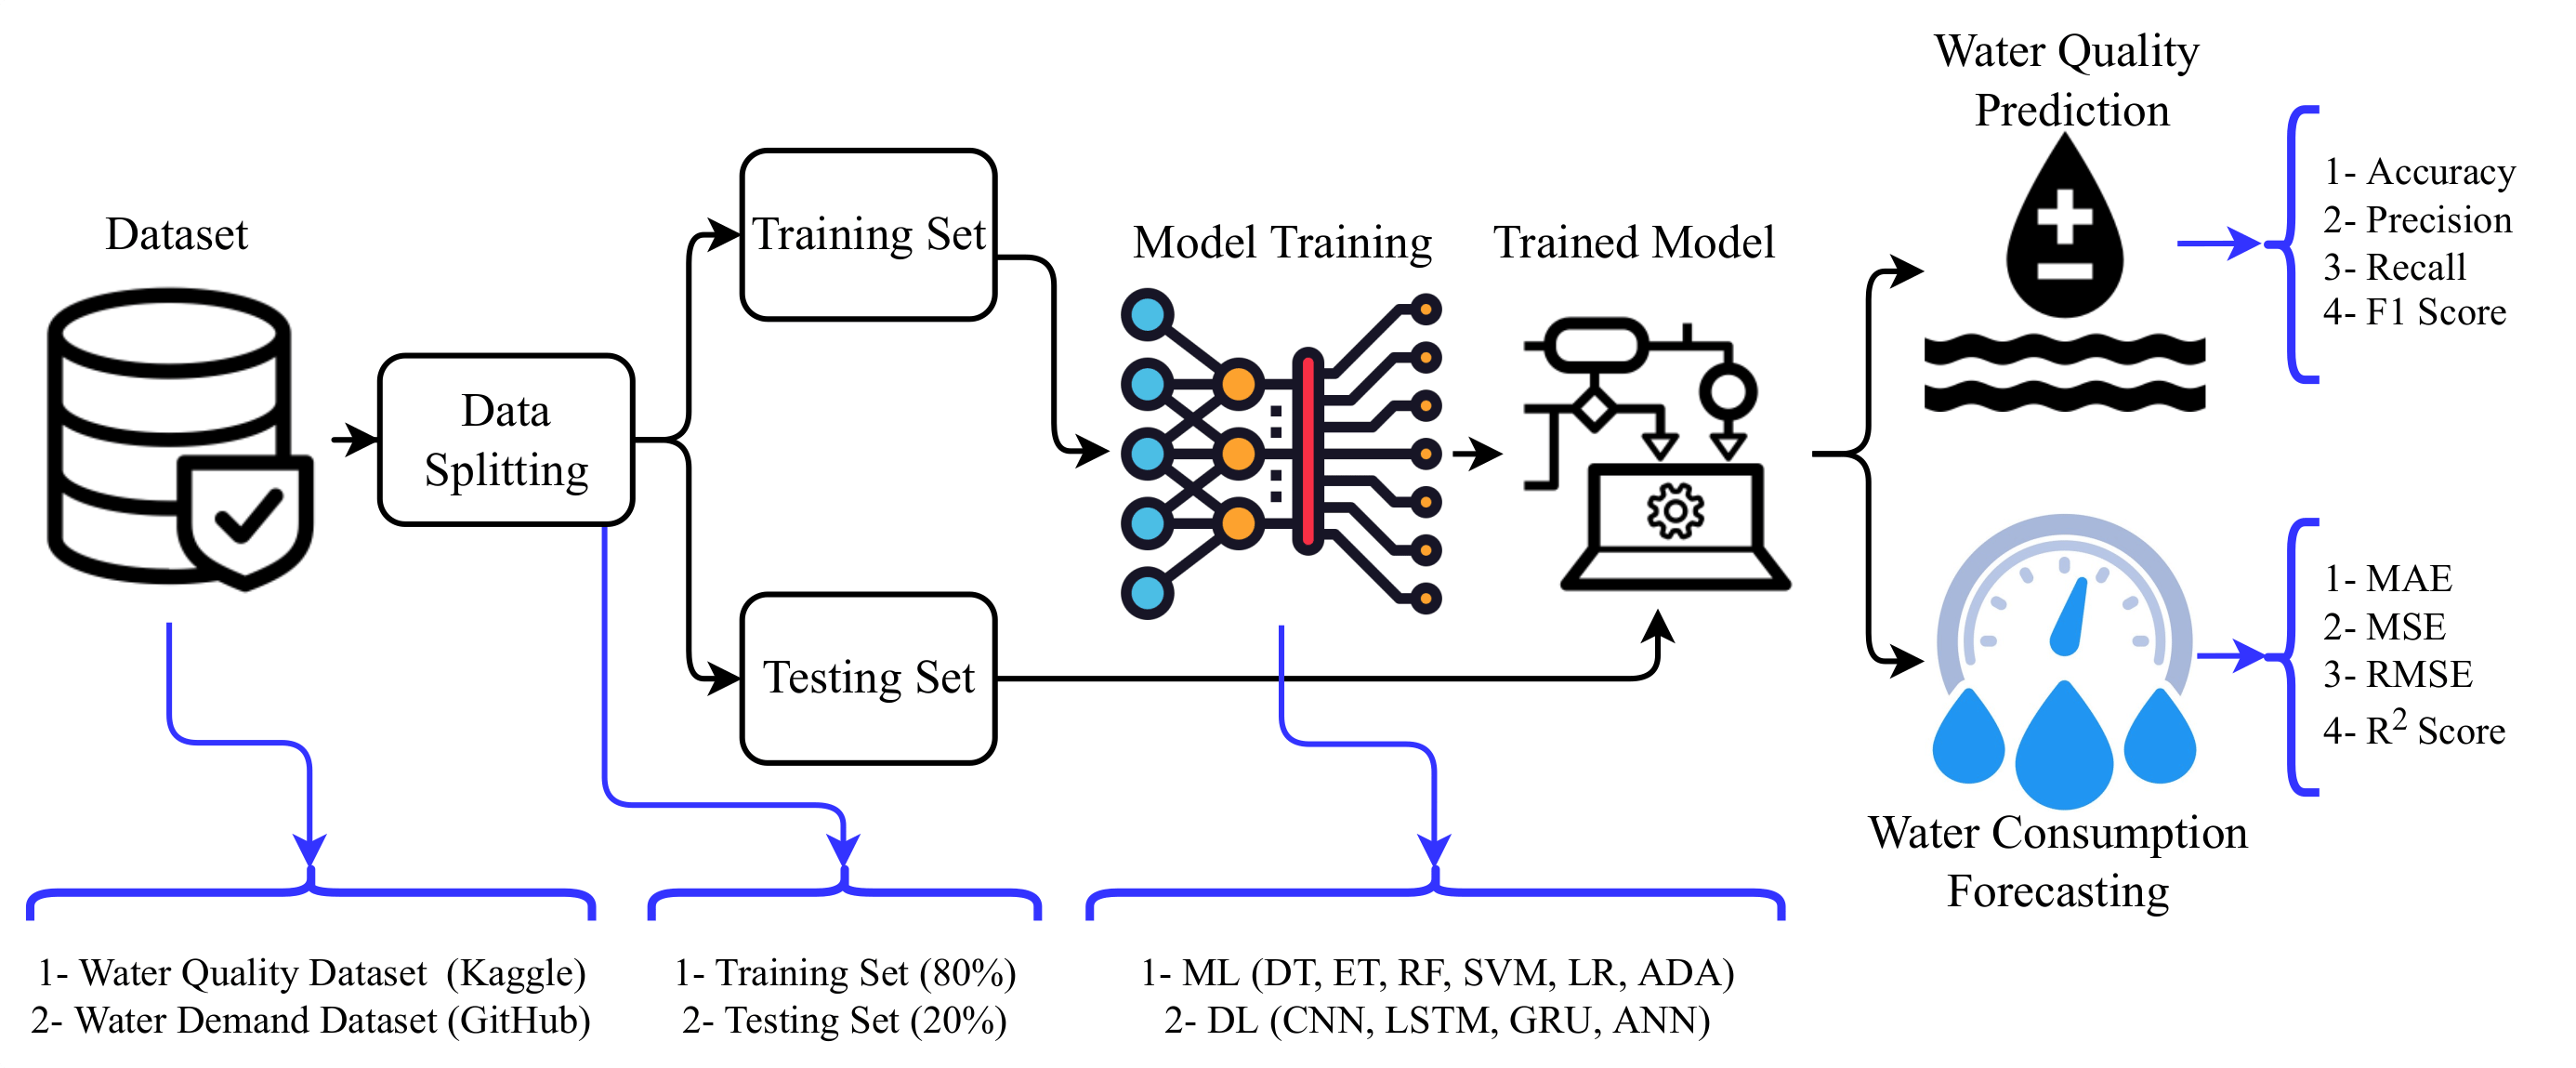 Dataset
Data
Splitting
Training Set
Testing Set
Model Training
Trained Model
Water Quality
Prediction
1- Accuracy
2- Precision
3- Recall
4- F1 Score
1- MAE
2- MSE
3- RMSE
4- R² Score
Water Consumption
Forecasting
1- Water Quality Dataset (Kaggle)
2- Water Demand Dataset (GitHub)
1- Training Set (80%)
2- Testing Set (20%)
1- ML (DT, ET, RF, SVM, LR, ADA)
2- DL (CNN, LSTM, GRU, ANN)